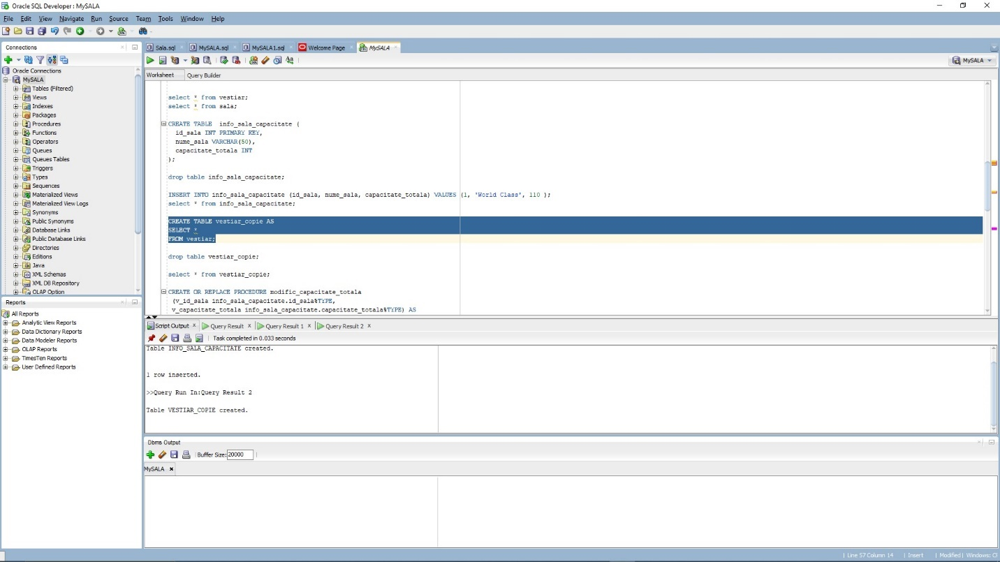 Oracle SQL Developer : MySALA
File Edit View Navigate Run Source Team Tools Window Help
Connections
Oracle Connections
MySALA
Tables (Filtered)
Views
Indexes
Packages
Procedures
Functions
Operators
Queues
Queues Tables
Triggers
Types
Sequences
Materialized Views
Materialized View Logs
Synonyms
Public Synonyms
Database Links
Public Database Links
Directories
Editions
Java
XML Schemas
XML DB Repository
OLAP Option
Reports
All Reports
Analytic View Reports
Data Dictionary Reports
Data Modeler Reports
OLAP Reports
TimesTen Reports
User Defined Reports
Sala.sql MySALA.sql MySALA1.sql Welcome Page MySALA
MySALA
Worksheet Query Builder
select * from vestiar;
select * from sala;
CREATE TABLE info_sala_capacitate (
id_sala INT PRIMARY KEY,
nume_sala VARCHAR(50),
capacitate_totala INT
);
drop table info_sala_capacitate;
INSERT INTO info_sala_capacitate (id_sala, nume_sala, capacitate_totala) VALUES (1, 'World Class', 110 );
select * from info_sala_capacitate;
CREATE TABLE vestiar_copie AS
SELECT *
FROM vestiar;
drop table vestiar_copie;
select * from vestiar_copie;
CREATE OR REPLACE PROCEDURE modific_capacitate_totala
(v_id_sala info_sala_capacitate.id_sala%TYPE,
v_capacitate_totala info_sala_capacitate.capacitate_totala%TYPE) AS
Script Output × Query Result × Query Result 1 × Query Result 2 ×
Task completed in 0.033 seconds
Table INFO_SALA_CAPACITATE created.
1 row inserted.
>>Query Run In:Query Result 2
Table VESTIAR_COPIE created.
Dbms Output
Buffer Size: 20000
MySALA ×
Line 57 Column 14 | Insert | Modified | Windows: Cl